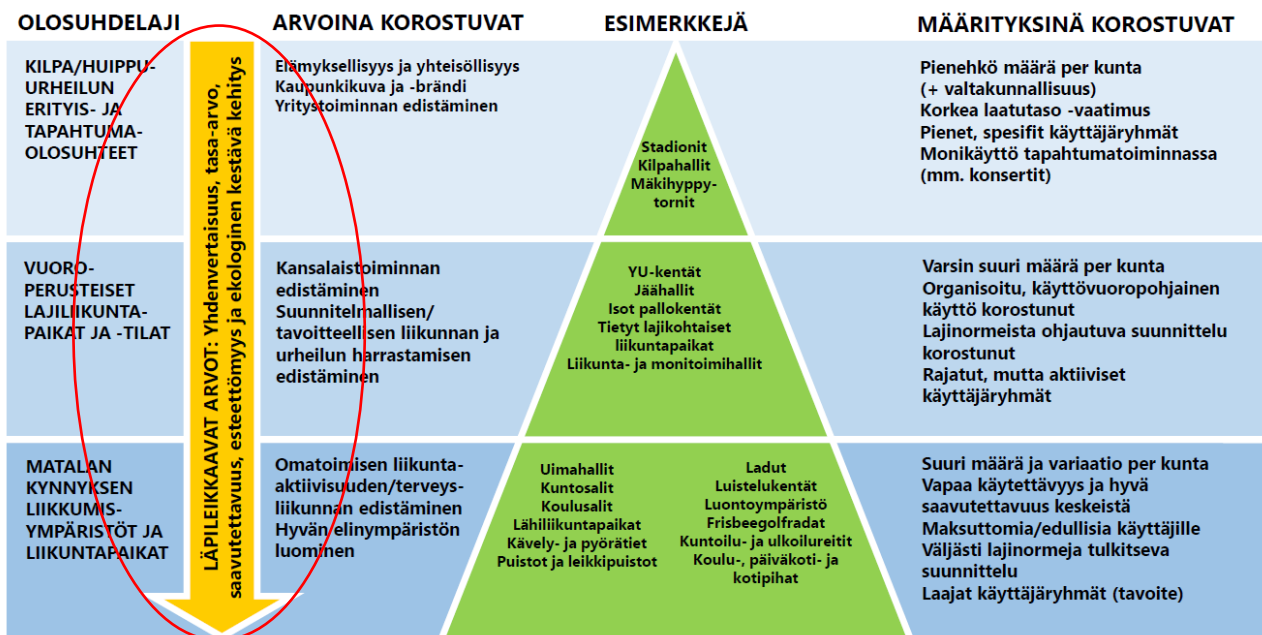 OLOSUHDELAJI
ARVOINA KOROSTUVAT
ESIMERKKEJÄ
MÄÄRITYKSINÄ KOROSTUVAT
LÄPILEIKKAAVAT ARVOT: Yhdenvertaisuus, tasa-arvo,
saavutettavuus, esteettömyys ja ekologinen kestävä kehitys
KILPA/HUIPPU-
URHEILUN
ERITYIS- JA
TAPAHTUMA-
OLOSUHTEET
Elämyksellisyys ja yhteisöllisyys
Kaupunkikuva ja -brändi
Yritystoiminnan edistäminen
Stadionit
Kilpahallit
Mäkihyppy-
tornit
Pienehkö määrä per kunta
(+ valtakunnallisuus)
Korkea laatutaso -vaatimus
Pienet, spesifit käyttäjäryhmät
Monikäyttö tapahtumatoiminnassa
(mm. konsertit)
VUORO-
PERUSTEISET
LAJILIIKUNTA-
PAIKAT JA -TILAT
Kansalaistoiminnan
edistäminen
Suunnitelmallisen/
tavoitteellisen liikunnan ja
urheilun harrastamisen
edistäminen
YU-kentät
Jäähallit
Isot pallokentät
Tietyt lajikohtaiset
liikuntapaikat
Liikunta- ja monitoimihallit
Varsin suuri määrä per kunta
Organisoitu, käyttövuoropohjainen
käyttö korostunut
Lajinormeista ohjautuva suunnittelu
korostunut
Rajatut, mutta aktiiviset
käyttäjäryhmät
MATALAN
KYNNYKSEN
LIIKKUMIS-
YMPÄRISTÖT JA
LIIKUNTAPAIKAT
Omatoimisen liikunta-
aktiivisuuden/terveys-
liikunnan edistäminen
Hyvän elinympäristön
luominen
Uimahallit
Kuntosalit
Koulusalit
Lähiliikuntapaikat
Kävely- ja pyörätiet
Puistot ja leikkipuistot
Ladut
Luistelukentät
Luontoympäristö
Frisbeegolfradat
Kuntoilu- ja ulkoilureitit
Koulu-, päiväkoti- ja
kotipihat
Suuri määrä ja variaatio per kunta
Vapaa käytettävyys ja hyvä
saavutettavuus keskeistä
Maksuttomia/edullisia käyttäjille
Väljästi lajinormeja tulkitseva
suunnittelu
Laajat käyttäjäryhmät (tavoite)